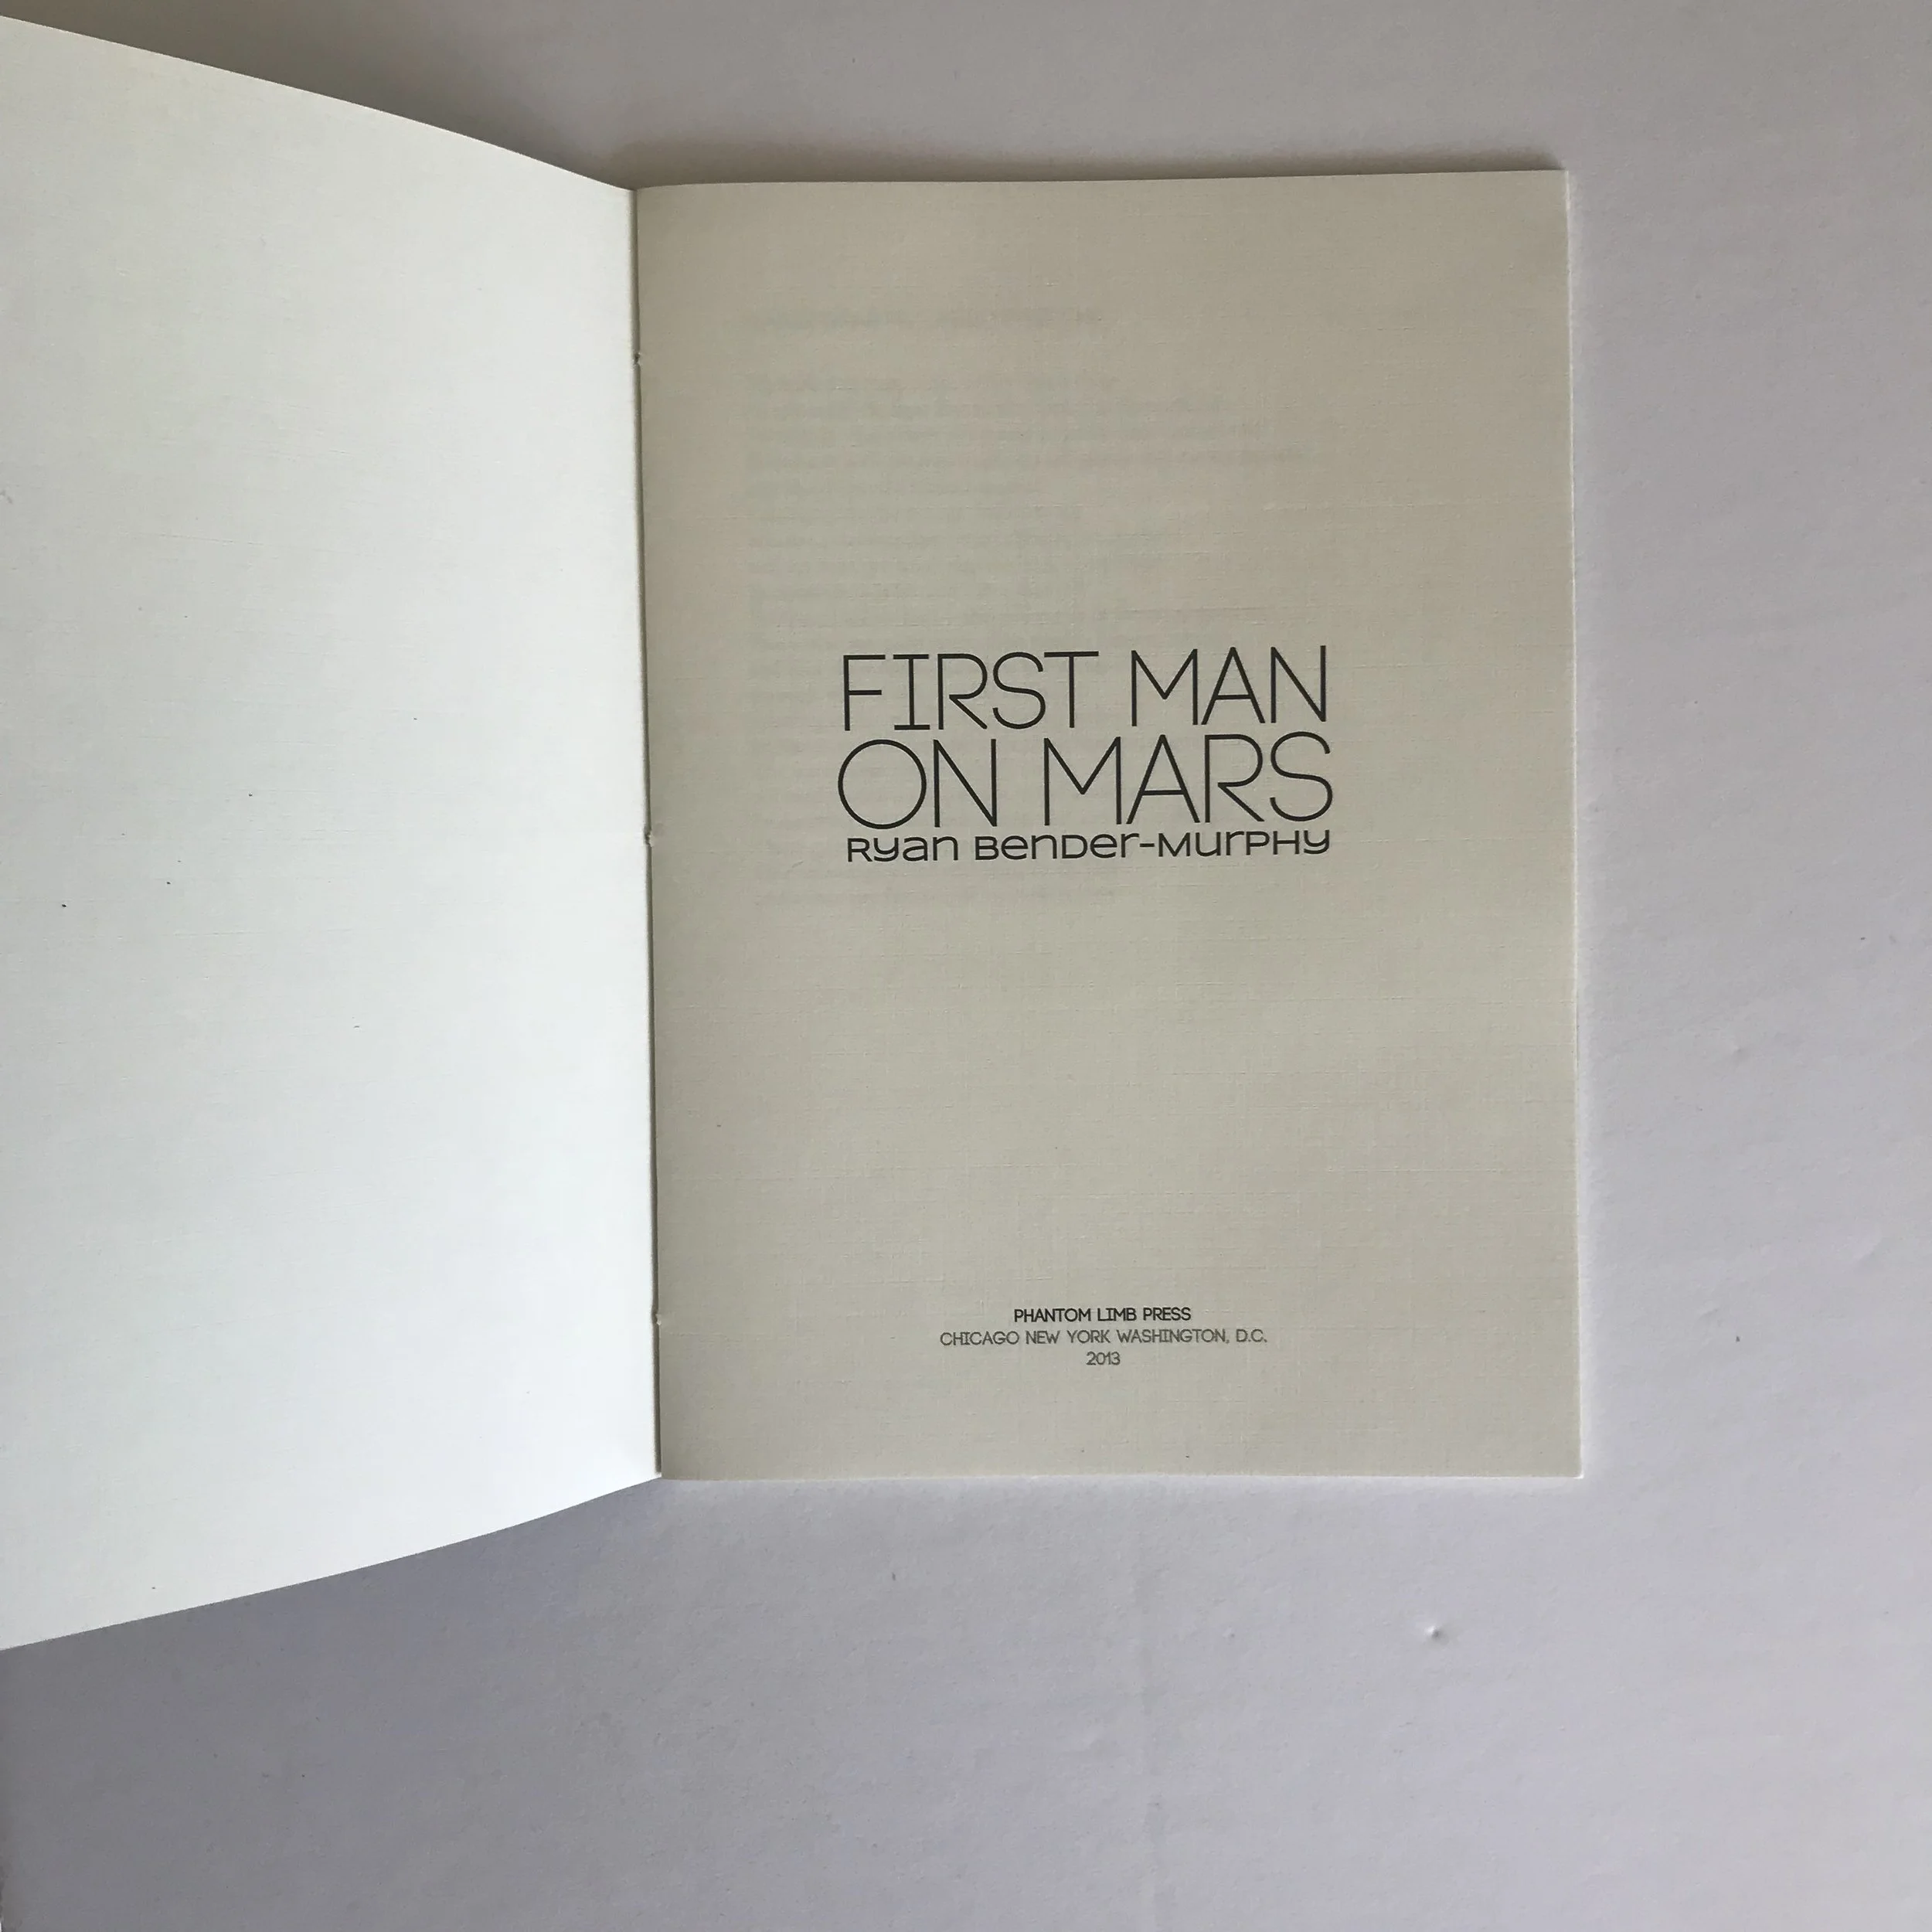 FIRST MAN
ON MARS
Ryan Bender-Murphy
PHANTOM LIMB PRESS
CHICAGO NEW YORK WASHINGTON, D.C.
2013